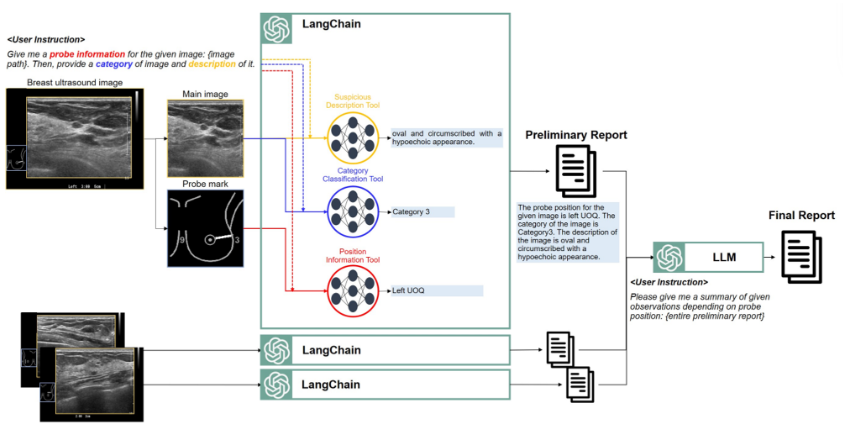 <User Instruction>
Give me a probe information for the given image: {image
path}. Then, provide a category of image and description of it.
Breast ultrasound image
Main image
Left 3:00 6cm
Probe mark
9
3
LangChain
Suspicious
Description Tool
oval and circumscribed with a
hypoechoic appearance.
Category
Classification Tool
Category 3
Position
Information Tool
Left UOQ
Preliminary Report
The probe position for the
given image is left UOQ. The
category of the image is
Category3. The description of
the image is oval and
circumscribed with a
hypoechoic appearance.
LLM
Final Report
<User Instruction>
Please give me a summary of given
observations depending on probe
position: {entire preliminary report}
LangChain
LangChain